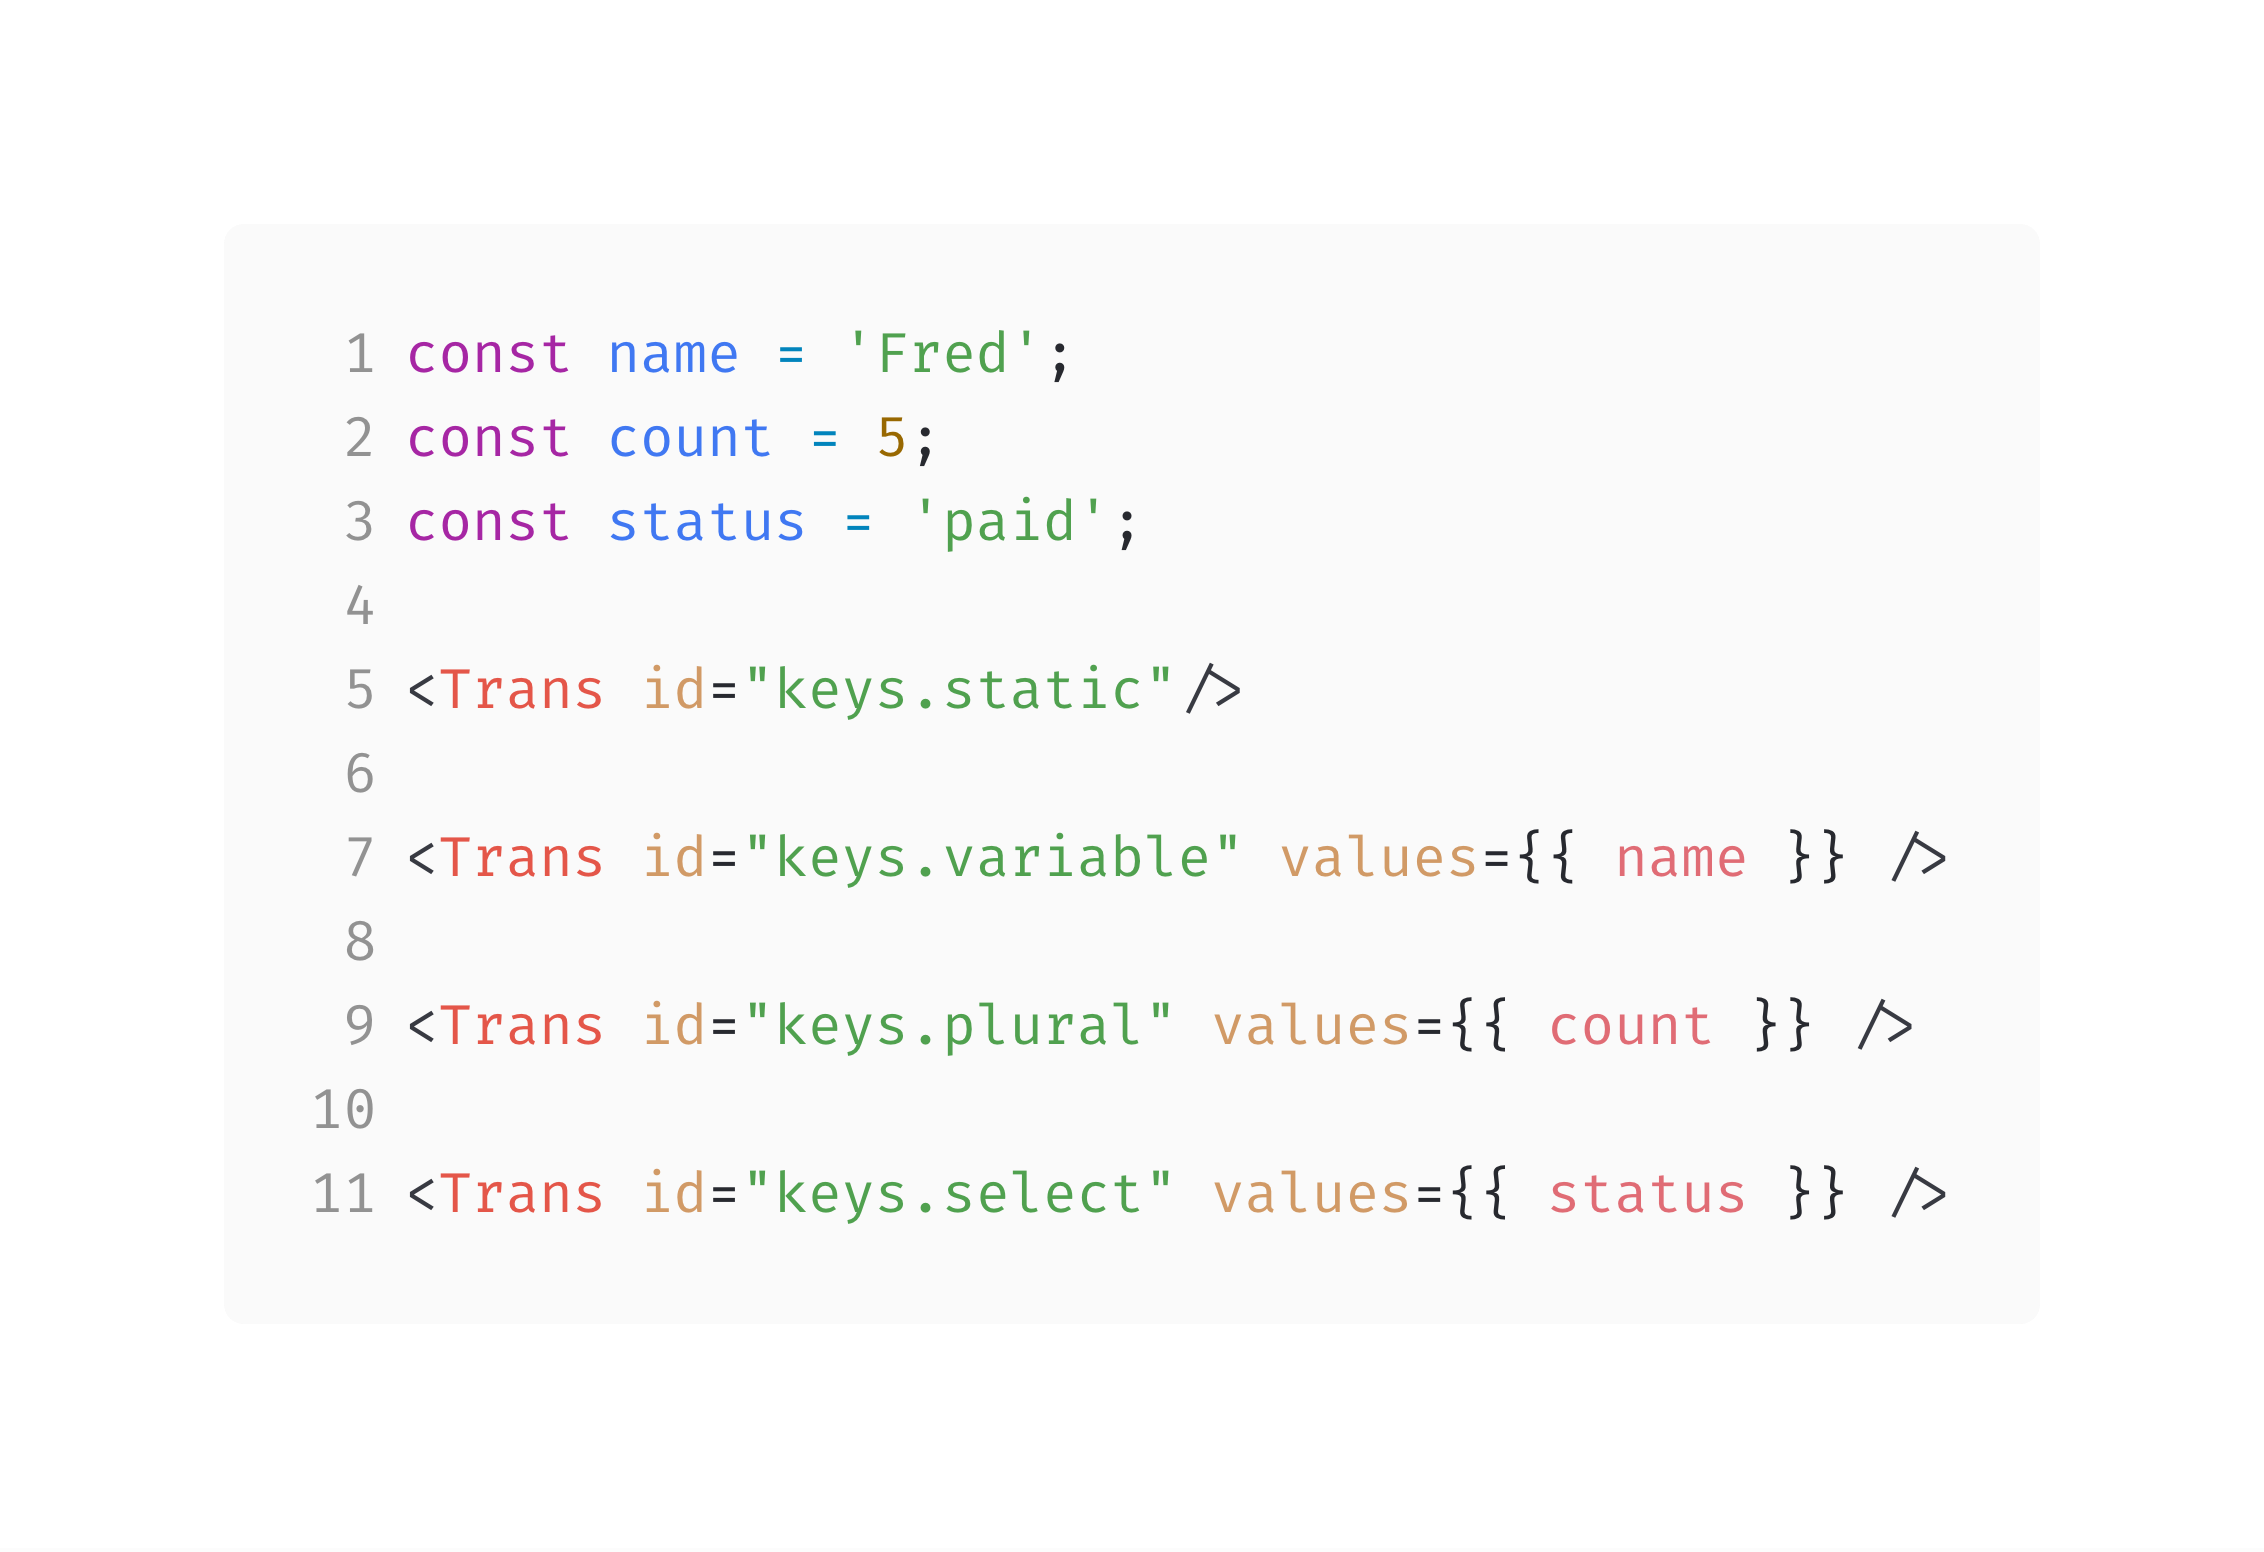 1 const name = 'Fred';
2 const count = 5;
3 const status = 'paid';
4
5 <Trans id="keys.static"/>
6
7 <Trans id="keys.variable" values={{ name }} />
8
9 <Trans id="keys.plural" values={{ count }} />
10
11 <Trans id="keys.select" values={{ status }} />